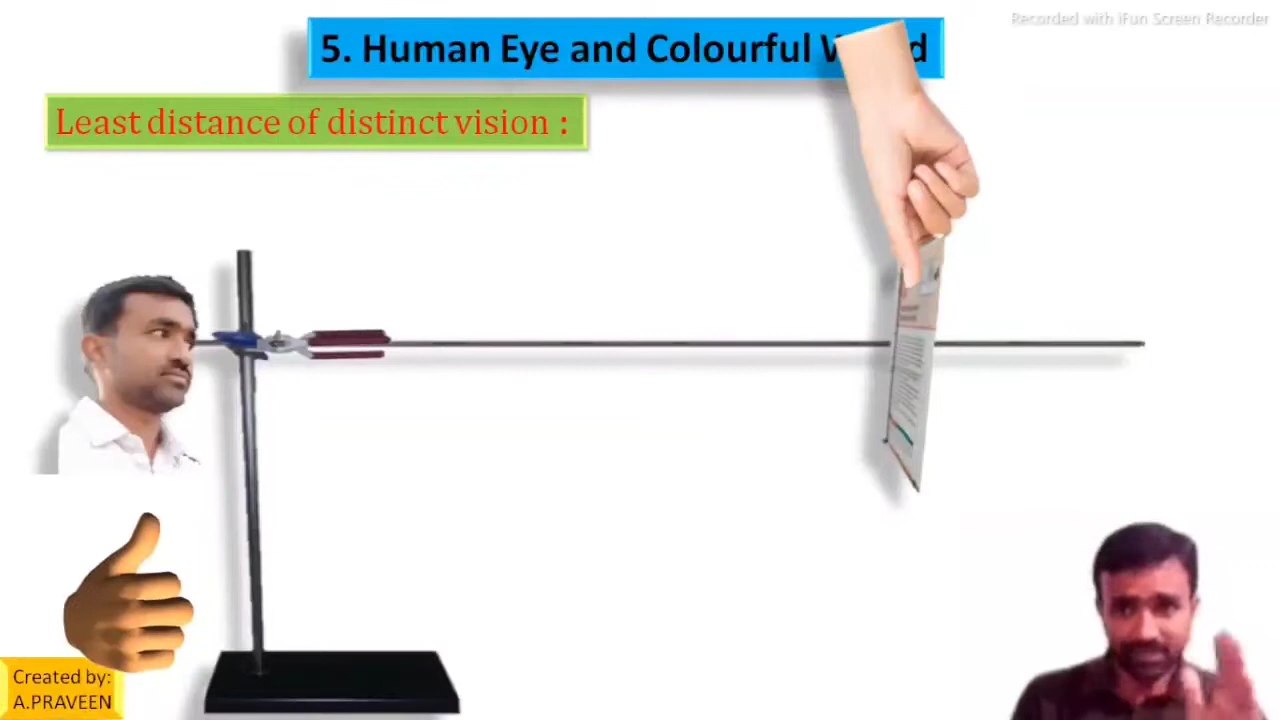 Recorded with iFun Screen Recorder
5. Human Eye and Colourful W d
Least distance of distinct vision :
Created by:
A.PRAVEEN